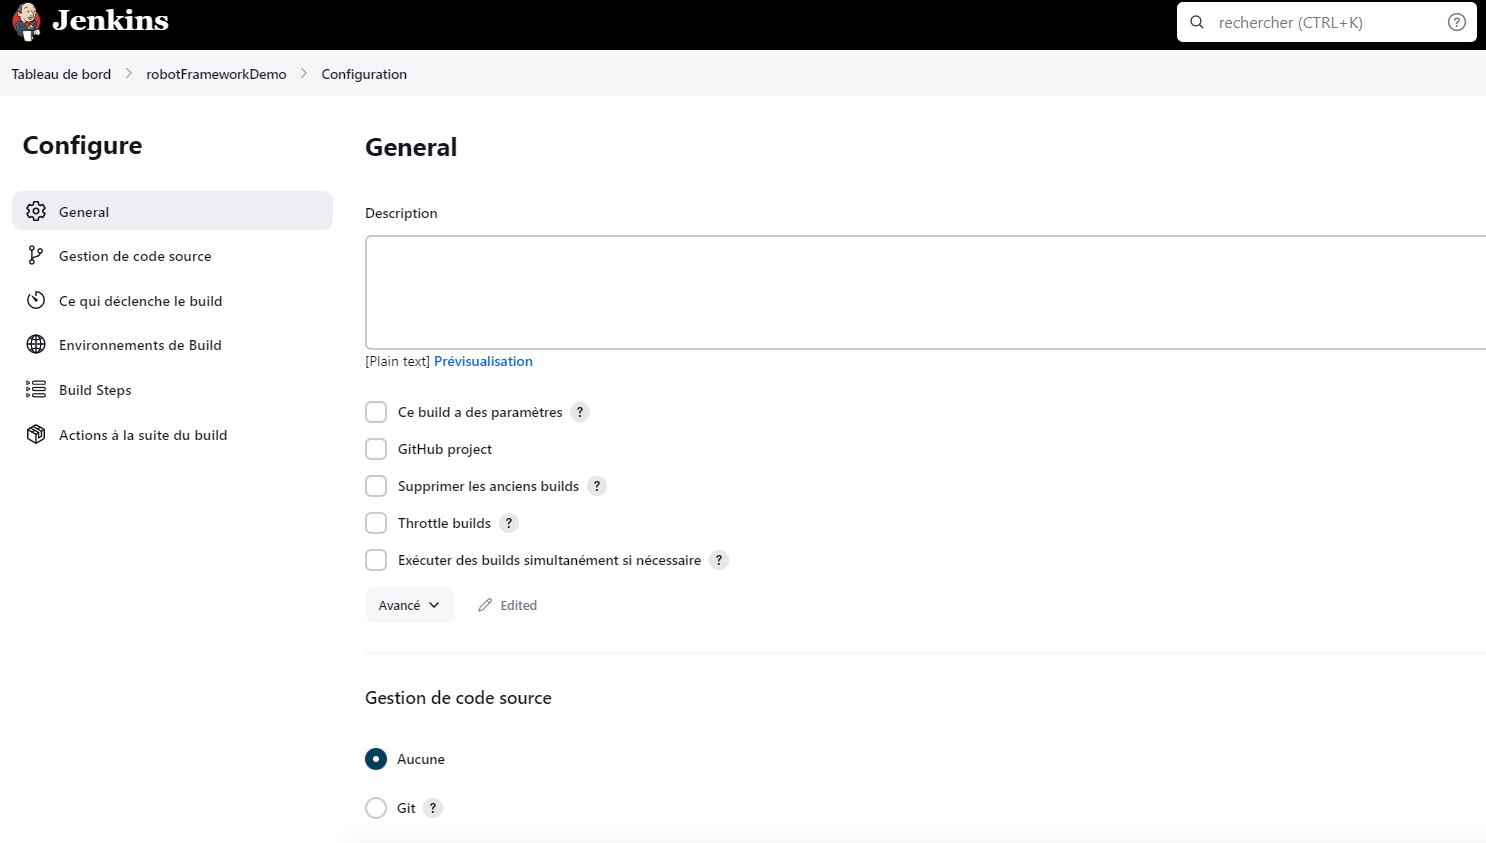 Jenkins
rechercher (CTRL+K)
?
Tableau de bord > robotFrameworkDemo > Configuration
Configure
General
Gestion de code source
Ce qui déclenche le build
Environnements de Build
Build Steps
Actions à la suite du build
General
Description
[Plain text] Prévisualisation
Ce build a des paramètres ?
GitHub project
Supprimer les anciens builds ?
Throttle builds ?
Exécuter des builds simultanément si nécessaire ?
Avancé
Edited
Gestion de code source
Aucune
Git ?